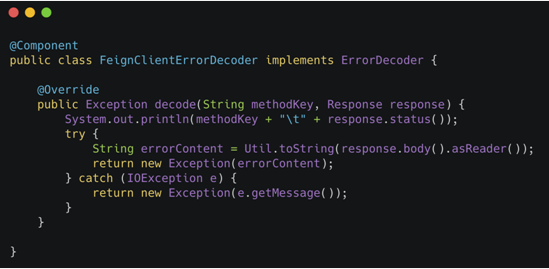 @Component
public class FeignClientErrorDecoder implements ErrorDecoder {
    @Override
    public Exception decode(String methodKey, Response response) {
        System.out.println(methodKey + "\t" + response.status());
        try {
            String errorContent = Util.toString(response.body().asReader());
            return new Exception(errorContent);
        } catch (IOException e) {
            return new Exception(e.getMessage());
        }
    }
}